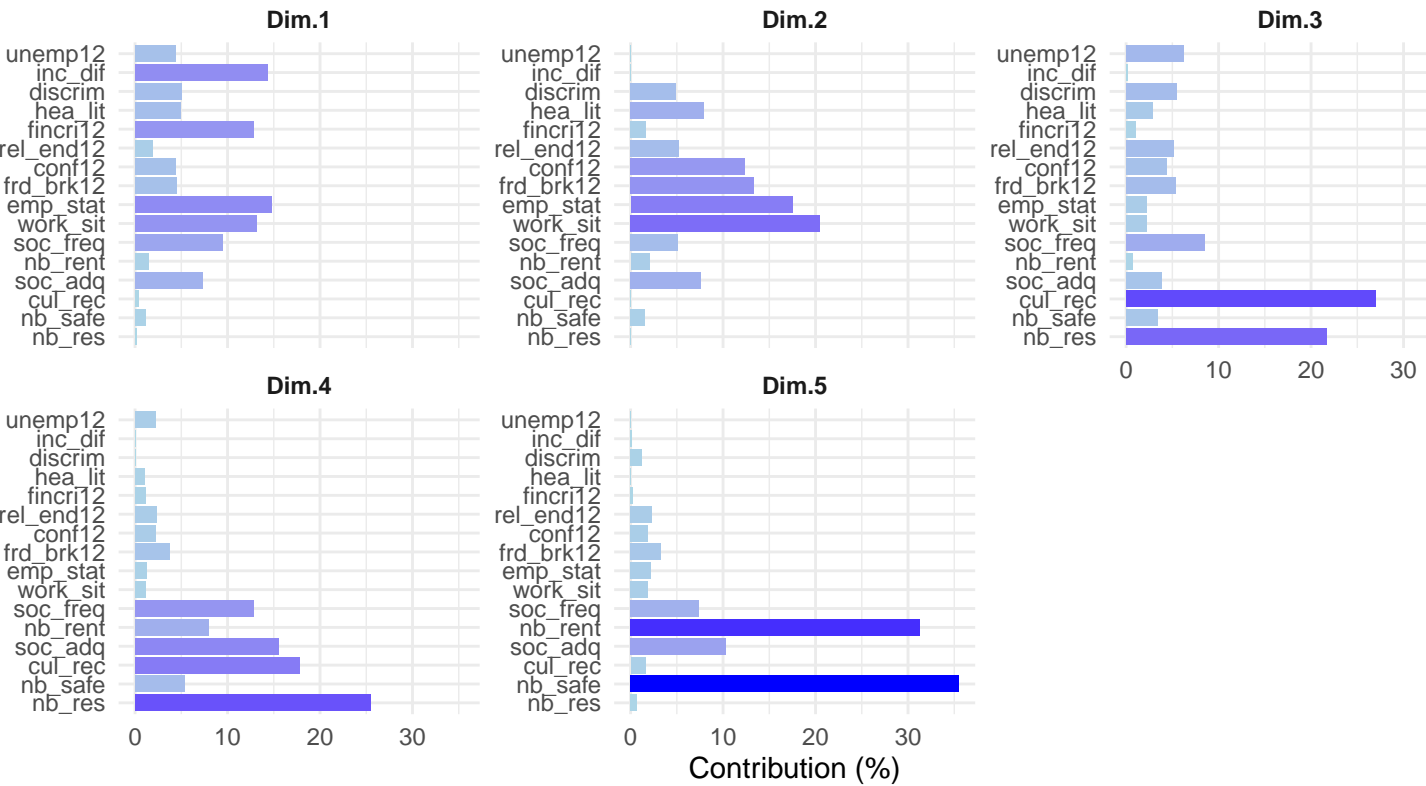 Dim.1
unemp12
inc_dif
discrim
hea_lit
fincri12
rel_end12
conf12
frd_brk12
emp_stat
work_sit
soc_freq
nb_rent
soc_adq
cul_rec
nb_safe
nb_res
Dim.2
unemp12
inc_dif
discrim
hea_lit
fincri12
rel_end12
conf12
frd_brk12
emp_stat
work_sit
soc_freq
nb_rent
soc_adq
cul_rec
nb_safe
nb_res
Dim.3
unemp12
inc_dif
discrim
hea_lit
fincri12
rel_end12
conf12
frd_brk12
emp_stat
work_sit
soc_freq
nb_rent
soc_adq
cul_rec
nb_safe
nb_res
0 10 20 30
Dim.4
unemp12
inc_dif
discrim
hea_lit
fincri12
rel_end12
conf12
frd_brk12
emp_stat
work_sit
soc_freq
nb_rent
soc_adq
cul_rec
nb_safe
nb_res
0 10 20 30
Dim.5
unemp12
inc_dif
discrim
hea_lit
fincri12
rel_end12
conf12
frd_brk12
emp_stat
work_sit
soc_freq
nb_rent
soc_adq
cul_rec
nb_safe
nb_res
0 10 20 30
Contribution (%)